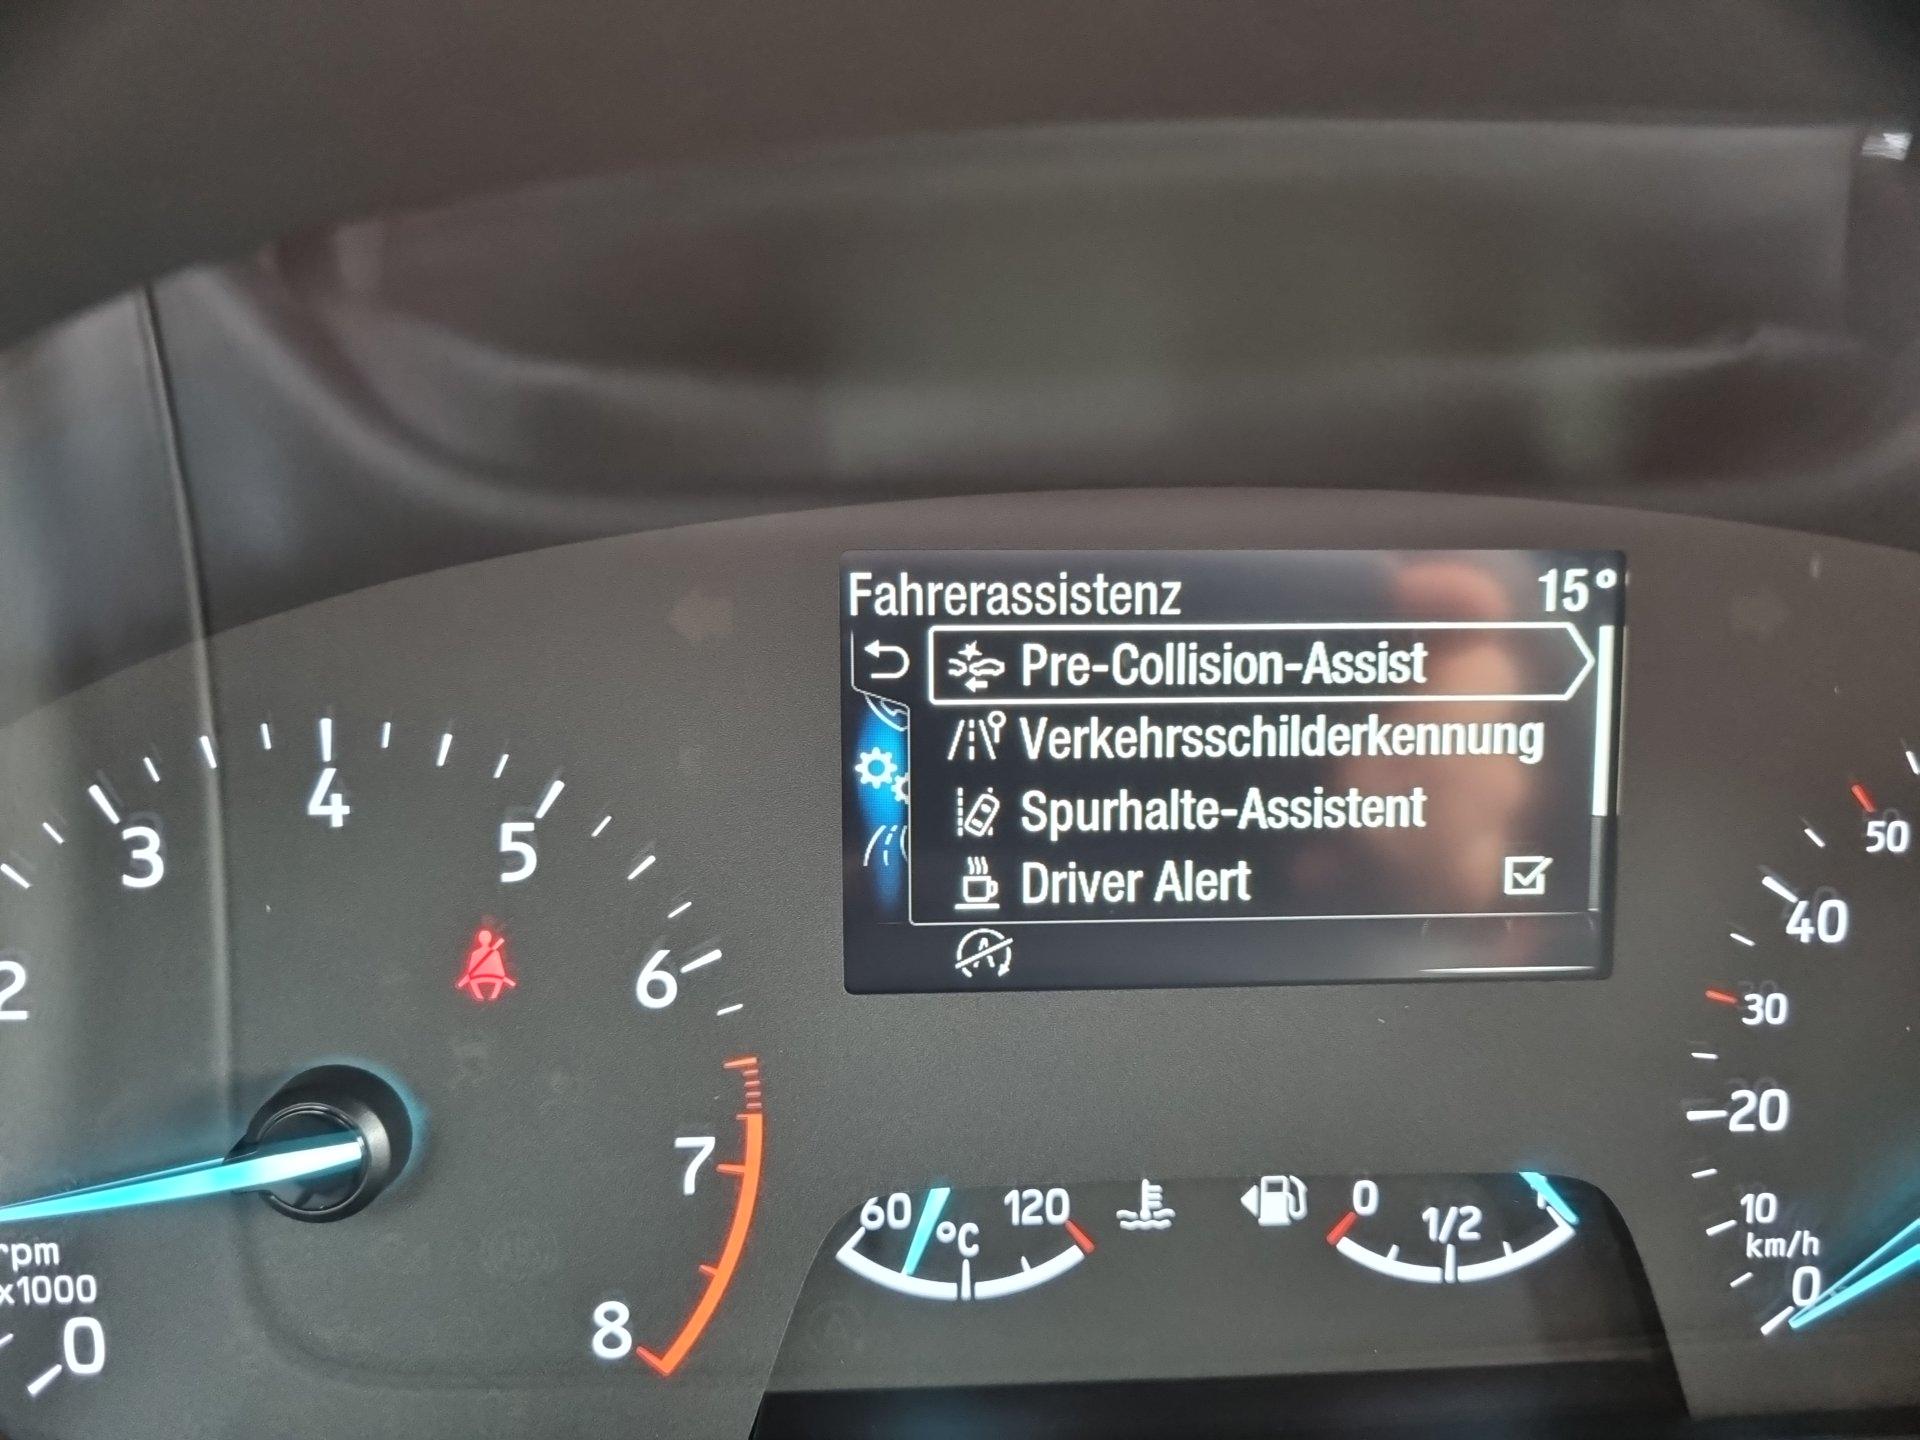 Fahrerassistenz 15°
Pre-Collision-Assist
Verkehrsschilderkennung
Spurhalte-Assistent
Driver Alert
A
2
3
4
5
6
7
8
rpm
x1000
0
60 °C 120
0 1/2 1
50
40
30
20
10
km/h
0